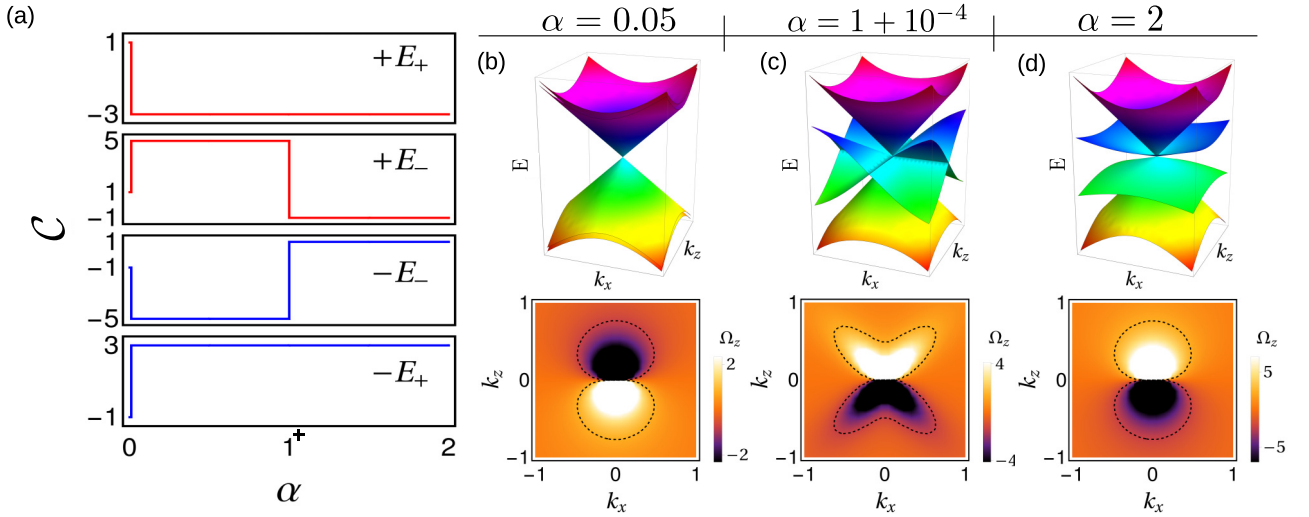 (a)
C
1
−3
+E₊
5
1
−1
+E₋
1
−1
−5
−E₋
3
−1
−E₊
0
1⁺
2
α
α = 0.05
α = 1 + 10⁻⁴
α = 2
(b)
E
k_x
k_z
(c)
E
k_x
k_z
(d)
E
k_x
k_z
1
0
−1
k_z
−1
0
1
k_x
Ω_z
2
−2
1
0
−1
k_z
−1
0
1
k_x
Ω_z
4
−4
1
0
−1
k_z
−1
0
1
k_x
Ω_z
5
−5